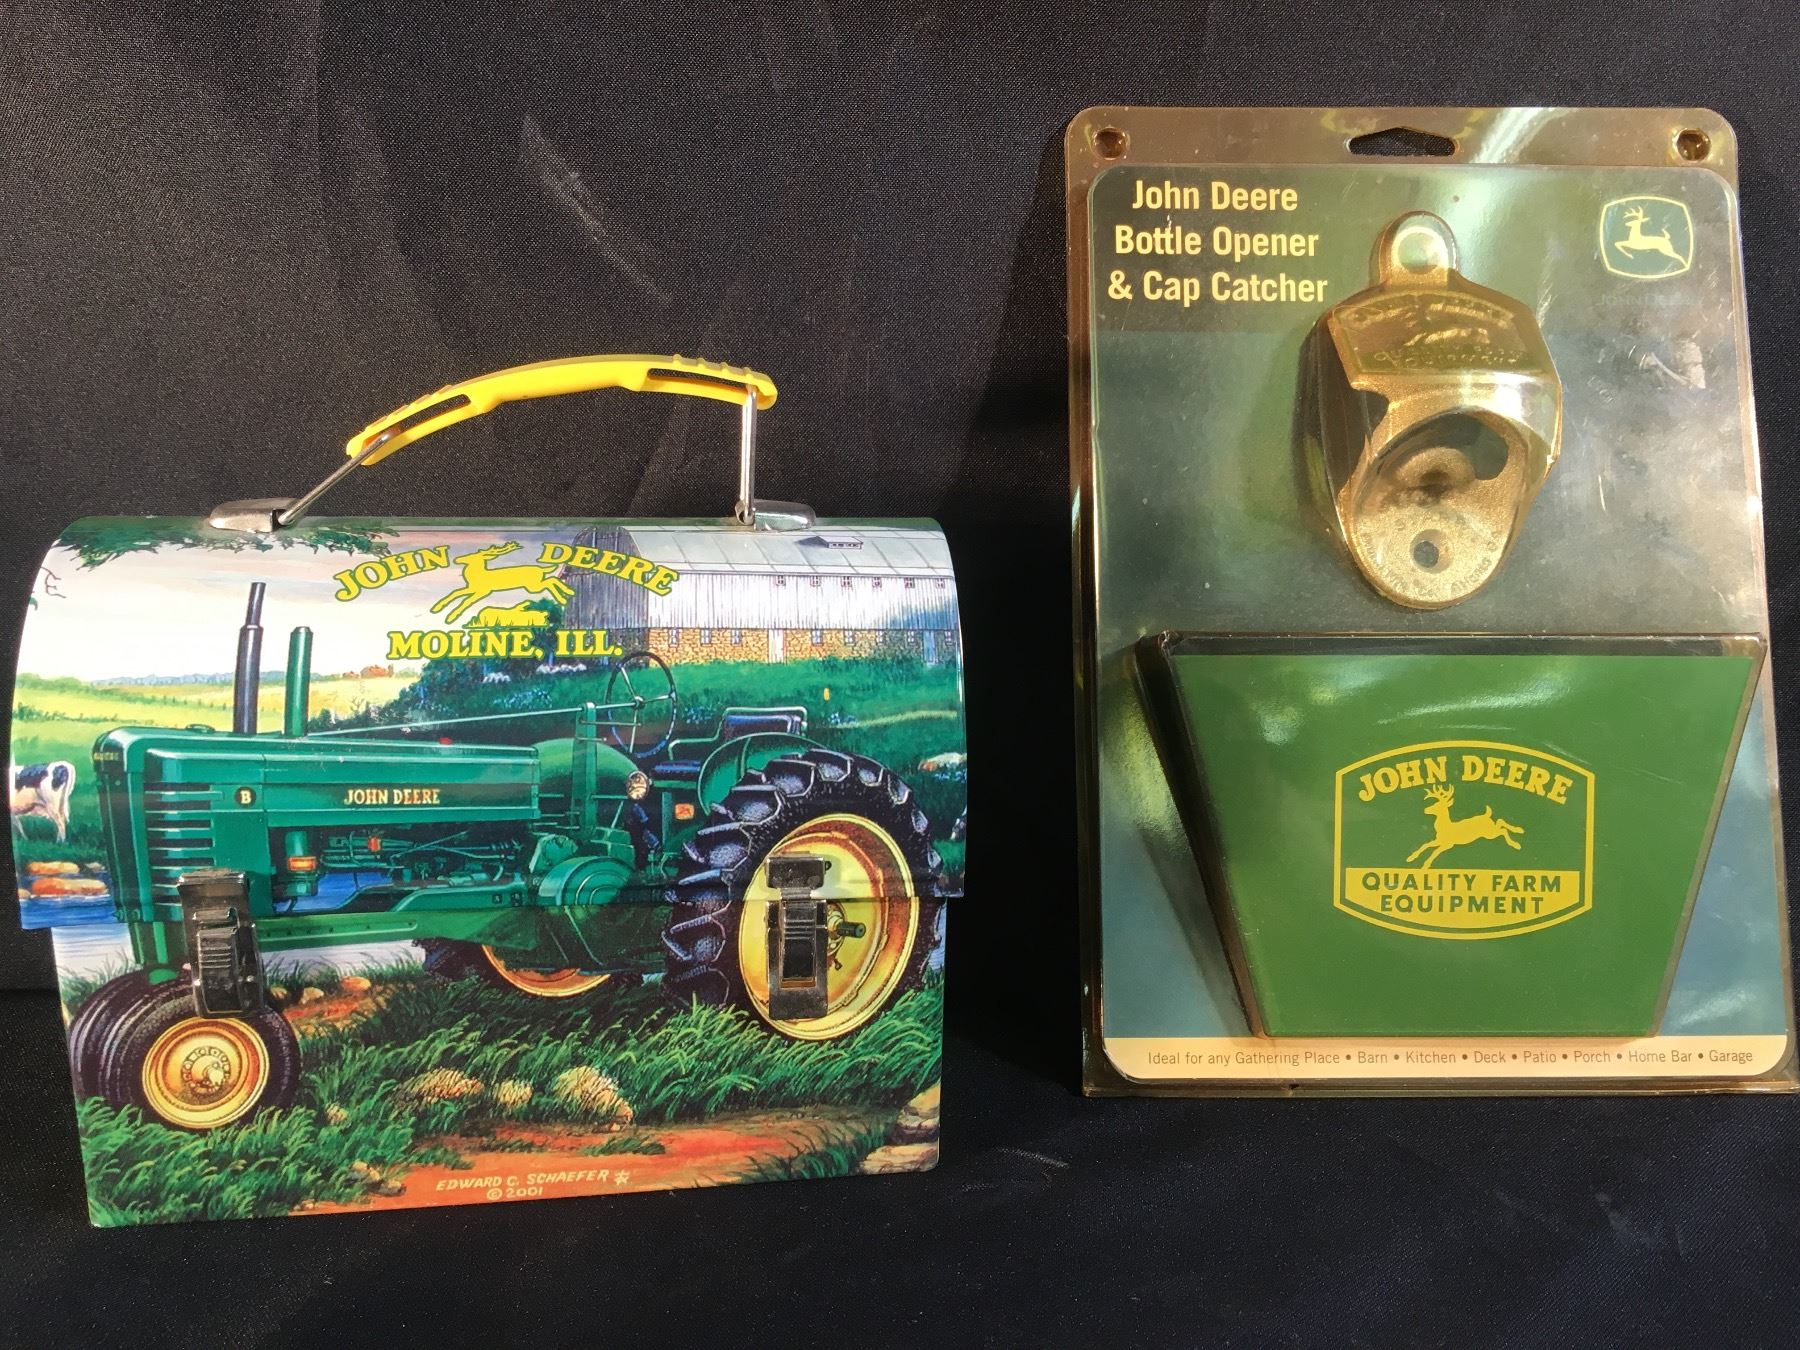 JOHN DEERE
MOLINE, ILL.
B
JOHN DEERE
EDWARD C. SCHAEFER
© 2001
John Deere
Bottle Opener
& Cap Catcher
JOHN DEERE
QUALITY FARM
EQUIPMENT
Ideal for any Gathering Place • Barn • Kitchen • Deck • Patio • Porch • Home Bar • Garage